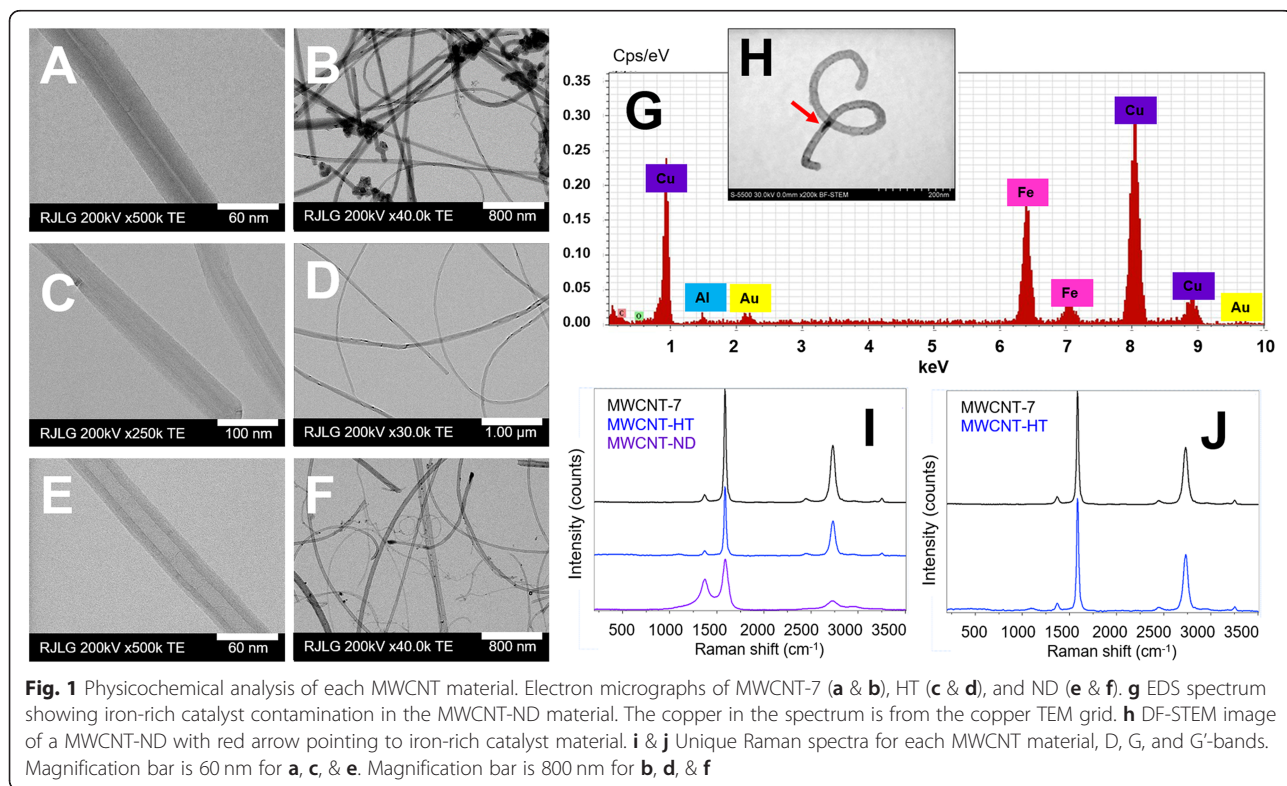 A
RJLG 200kV x500k TE 60 nm
B
RJLG 200kV x40.0k TE 800 nm
C
RJLG 200kV x250k TE 100 nm
D
RJLG 200kV x30.0k TE 1.00 µm
E
RJLG 200kV x500k TE 60 nm
F
RJLG 200kV x40.0k TE 800 nm
Cps/eV
G
0.35
0.30
0.25
0.20
0.15
0.10
0.05
0.00
C
O
Cu
Al
Au
Fe
Fe
Cu
Cu
Au
1 2 3 4 5 6 7 8 9 10
keV
H
S-5500 30.0kV 0.0mm x200k BF-STEM 200nm
I
MWCNT-7
MWCNT-HT
MWCNT-ND
Intensity (counts)
500 1000 1500 2000 2500 3000 3500
Raman shift (cm-1)
J
MWCNT-7
MWCNT-HT
Intensity (counts)
500 1000 1500 2000 2500 3000 3500
Raman shift (cm-1)
Fig. 1 Physicochemical analysis of each MWCNT material. Electron micrographs of MWCNT-7 (a & b), HT (c & d), and ND (e & f). g EDS spectrum
showing iron-rich catalyst contamination in the MWCNT-ND material. The copper in the spectrum is from the copper TEM grid. h DF-STEM image
of a MWCNT-ND with red arrow pointing to iron-rich catalyst material. i & j Unique Raman spectra for each MWCNT material, D, G, and G'-bands.
Magnification bar is 60 nm for a, c, & e. Magnification bar is 800 nm for b, d, & f